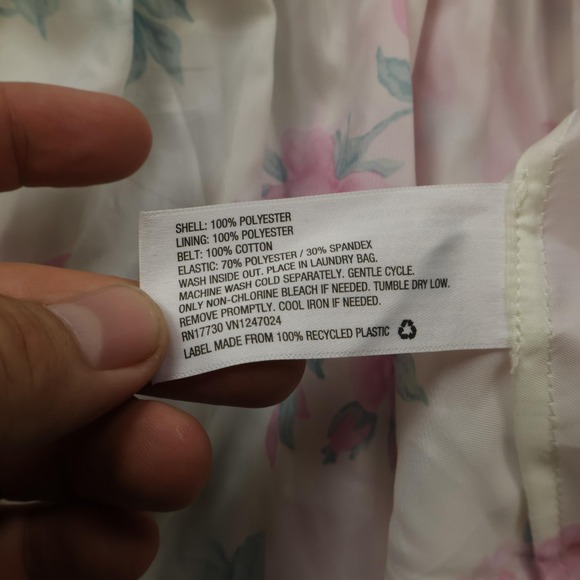 SHELL: 100% POLYESTER
LINING: 100% POLYESTER
BELT: 100% COTTON
ELASTIC: 70% POLYESTER / 30% SPANDEX
WASH INSIDE OUT. PLACE IN LAUNDRY BAG.
MACHINE WASH COLD SEPARATELY. GENTLE CYCLE.
ONLY NON-CHLORINE BLEACH IF NEEDED. TUMBLE DRY LOW.
REMOVE PROMPTLY. COOL IRON IF NEEDED.
RN17730 VN1247024
LABEL MADE FROM 100% RECYCLED PLASTIC